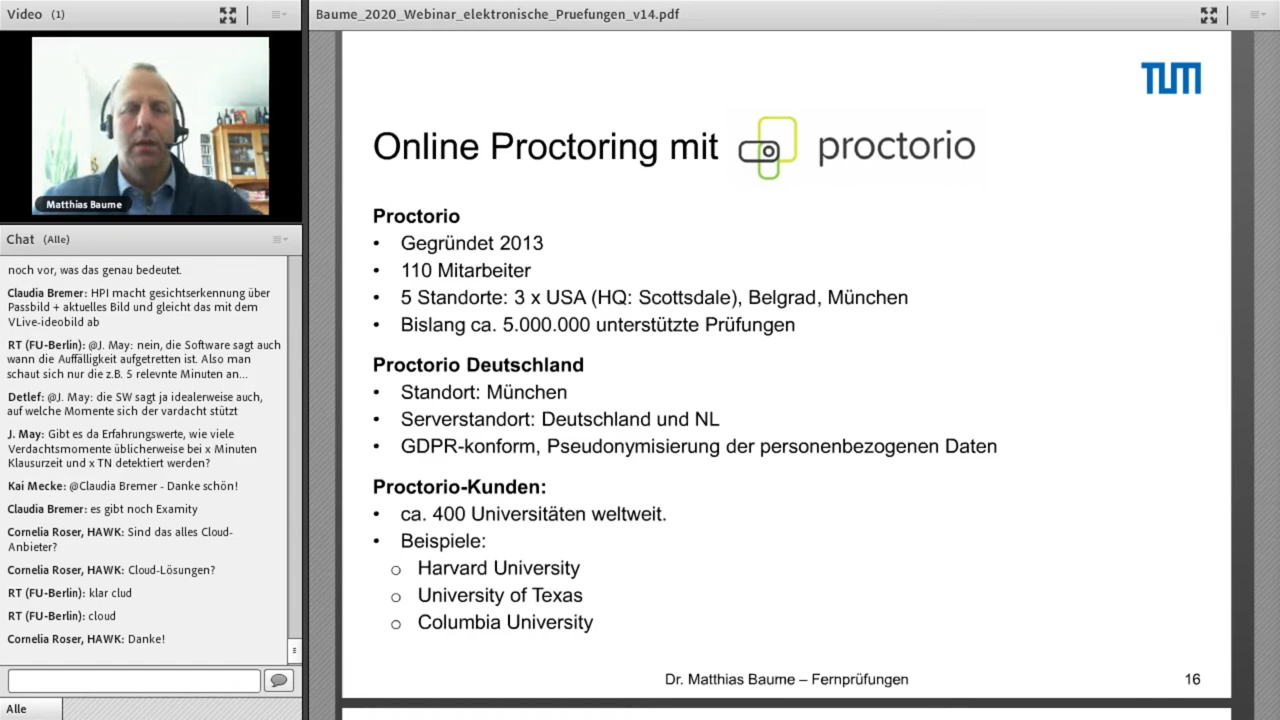 Video (1)
Matthias Baume
Chat (Alle)
noch vor, was das genau bedeutet.
Claudia Bremer: HPI macht gesichtserkennung über
Passbild + aktuelles Bild und gleicht das mit dem
VLive-ideobild ab
RT (FU-Berlin): @J. May: nein, die Software sagt auch
wann die Auffälligkeit aufgetretten ist. Also man
schaut sich nur die z.B. 5 relevnte Minuten an...
Detlef: @J. May: die SW sagt ja idealerweise auch,
auf welche Momente sich der vardacht stützt
J. May: Gibt es da Erfahrungswerte, wie viele
Verdachtsmomente üblicherweise bei x Minuten
Klausurzeit und x TN detektiert werden?
Kai Mecke: @Claudia Bremer - Danke schön!
Claudia Bremer: es gibt noch Examity
Cornelia Roser, HAWK: Sind das alles Cloud-
Anbieter?
Cornelia Roser, HAWK: Cloud-Lösungen?
RT (FU-Berlin): klar clud
RT (FU-Berlin): cloud
Cornelia Roser, HAWK: Danke!
Alle
Baume_2020_Webinar_elektronische_Pruefungen_v14.pdf
TUM
Online Proctoring mit proctorio
Proctorio
• Gegründet 2013
• 110 Mitarbeiter
• 5 Standorte: 3 x USA (HQ: Scottsdale), Belgrad, München
• Bislang ca. 5.000.000 unterstützte Prüfungen
Proctorio Deutschland
• Standort: München
• Serverstandort: Deutschland und NL
• GDPR-konform, Pseudonymisierung der personenbezogenen Daten
Proctorio-Kunden:
• ca. 400 Universitäten weltweit.
• Beispiele:
o Harvard University
o University of Texas
o Columbia University
Dr. Matthias Baume – Fernprüfungen
16